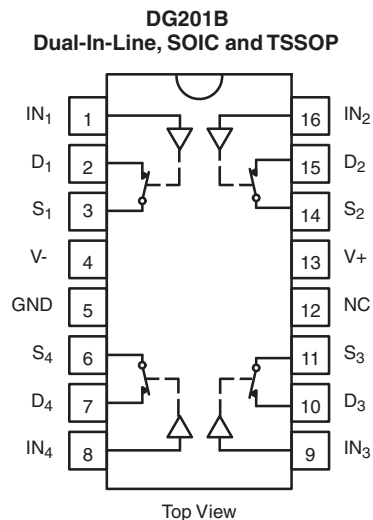 DG201B
Dual-In-Line, SOIC and TSSOP
IN1 1 16 IN2
D1 2 15 D2
S1 3 14 S2
V- 4 13 V+
GND 5 12 NC
S4 6 11 S3
D4 7 10 D3
IN4 8 9 IN3
Top View